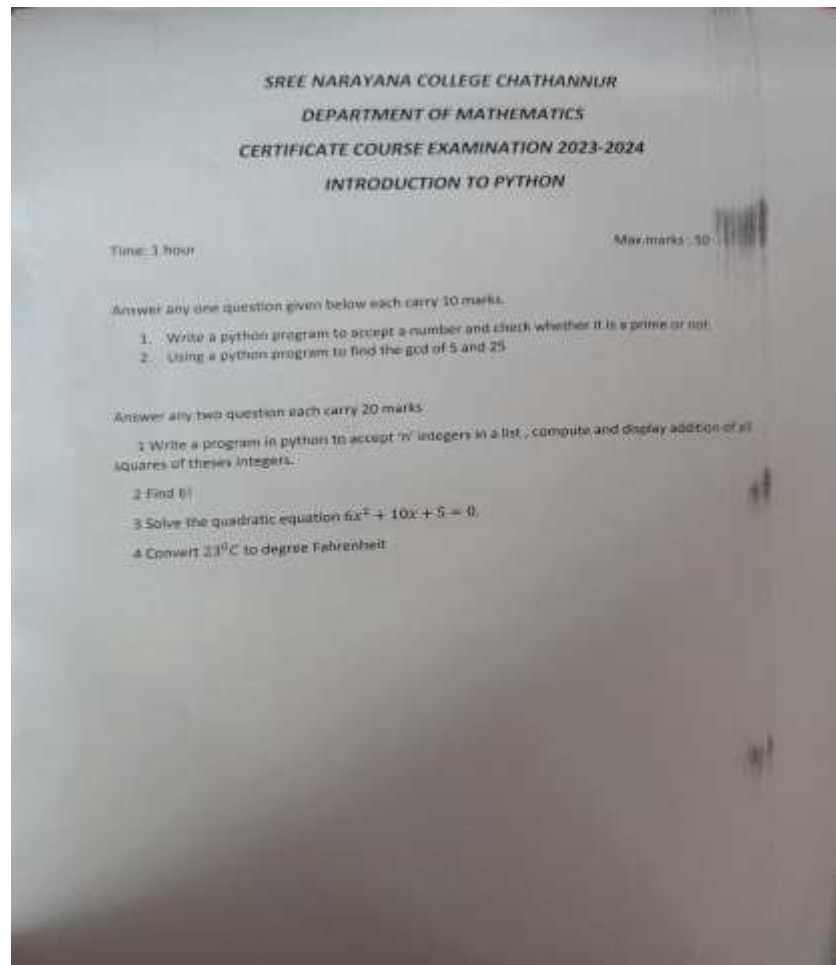 SREE NARAYANA COLLEGE CHATHANNUR
DEPARTMENT OF MATHEMATICS
CERTIFICATE COURSE EXAMINATION 2023-2024
INTRODUCTION TO PYTHON
Time: 1 hour Max.marks : 50
Answer any one question given below each carry 10 marks.
1. Write a python program to accept a number and check whether it is a prime or not.
2. Using a python program to find the gcd of 5 and 25
Answer any two question each carry 20 marks
1 Write a program in python to accept 'n' integers in a list , compute and display addition of all
squares of theses integers.
2 Find 6!
3 Solve the quadratic equation 6x² + 10x + 5 = 0.
4 Convert 23⁰C to degree Fahrenheit